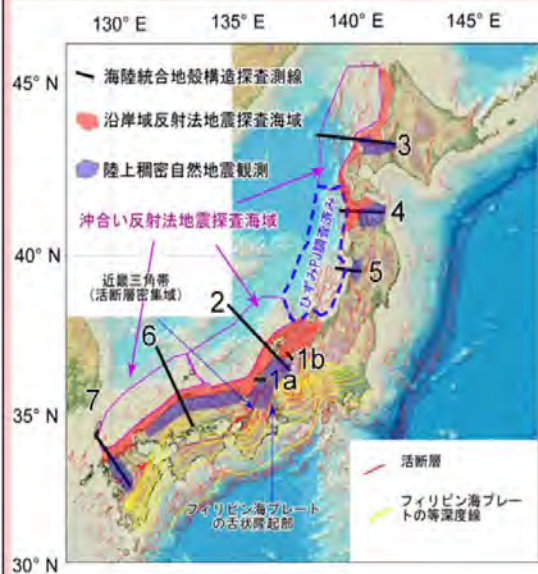 130° E
135° E
140° E
145° E
45° N
40° N
35° N
30° N
海陸統合地殻構造探査測線
沿岸域反射法地震探査海域
陸上稠密自然地震観測
沖合い反射法地震探査海域
近畿三角帯
(活断層密集域)
ひずみPJ調査済み
3
4
5
2
1b
1a
6
7
フィリピン海プレート
の舌状隆起部
活断層
フィリピン海プレー
トの等深度線